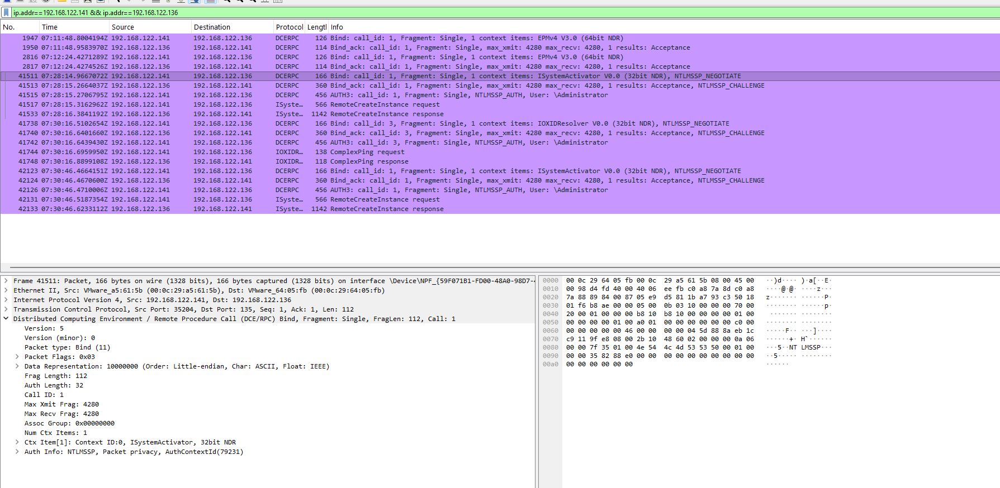 ip.addr==192.168.122.141 && ip.addr==192.168.122.136
No. Time Source Destination Protocol Lengtl Info
1947 07:11:48.8004194Z 192.168.122.141 192.168.122.136 DCERPC 126 Bind: call_id: 1, Fragment: Single, 1 context items: EPMv4 V3.0 (64bit NDR)
1950 07:11:48.9583970Z 192.168.122.136 192.168.122.141 DCERPC 114 Bind_ack: call_id: 1, Fragment: Single, max_xmit: 4280 max_recv: 4280, 1 results: Acceptance
2816 07:12:24.4271289Z 192.168.122.141 192.168.122.136 DCERPC 126 Bind: call_id: 1, Fragment: Single, 1 context items: EPMv4 V3.0 (64bit NDR)
2817 07:12:24.4274526Z 192.168.122.136 192.168.122.141 DCERPC 114 Bind_ack: call_id: 1, Fragment: Single, max_xmit: 4280 max_recv: 4280, 1 results: Acceptance
41511 07:28:14.9667072Z 192.168.122.141 192.168.122.136 DCERPC 166 Bind: call_id: 1, Fragment: Single, 1 context items: ISystemActivator V0.0 (32bit NDR), NTLMSSP_NEGOTIATE
41513 07:28:15.2664037Z 192.168.122.136 192.168.122.141 DCERPC 360 Bind_ack: call_id: 1, Fragment: Single, max_xmit: 4280 max_recv: 4280, 1 results: Acceptance, NTLMSSP_CHALLENGE
41515 07:28:15.2706795Z 192.168.122.141 192.168.122.136 DCERPC 456 AUTH3: call_id: 1, Fragment: Single, NTLMSSP_AUTH, User: \Administrator
41517 07:28:15.3162962Z 192.168.122.141 192.168.122.136 ISyste… 566 RemoteCreateInstance request
41533 07:28:16.3841192Z 192.168.122.136 192.168.122.141 ISyste… 1142 RemoteCreateInstance response
41738 07:30:16.5102654Z 192.168.122.141 192.168.122.136 DCERPC 166 Bind: call_id: 3, Fragment: Single, 1 context items: IOXIDResolver V0.0 (32bit NDR), NTLMSSP_NEGOTIATE
41740 07:30:16.6401660Z 192.168.122.136 192.168.122.141 DCERPC 360 Bind_ack: call_id: 3, Fragment: Single, max_xmit: 4280 max_recv: 4280, 1 results: Acceptance, NTLMSSP_CHALLENGE
41742 07:30:16.6439430Z 192.168.122.141 192.168.122.136 DCERPC 456 AUTH3: call_id: 3, Fragment: Single, NTLMSSP_AUTH, User: \Administrator
41744 07:30:16.6959950Z 192.168.122.141 192.168.122.136 IOXIDR… 138 ComplexPing request
41748 07:30:16.8899108Z 192.168.122.136 192.168.122.141 IOXIDR… 118 ComplexPing response
42123 07:30:46.4664151Z 192.168.122.141 192.168.122.136 DCERPC 166 Bind: call_id: 1, Fragment: Single, 1 context items: ISystemActivator V0.0 (32bit NDR), NTLMSSP_NEGOTIATE
42124 07:30:46.4670600Z 192.168.122.136 192.168.122.141 DCERPC 360 Bind_ack: call_id: 1, Fragment: Single, max_xmit: 4280 max_recv: 4280, 1 results: Acceptance, NTLMSSP_CHALLENGE
42126 07:30:46.4710006Z 192.168.122.141 192.168.122.136 DCERPC 456 AUTH3: call_id: 1, Fragment: Single, NTLMSSP_AUTH, User: \Administrator
42131 07:30:46.5187354Z 192.168.122.141 192.168.122.136 ISyste… 566 RemoteCreateInstance request
42133 07:30:46.6233112Z 192.168.122.136 192.168.122.141 ISyste… 1142 RemoteCreateInstance response
Frame 41511: Packet, 166 bytes on wire (1328 bits), 166 bytes captured (1328 bits) on interface \Device\NPF_{59F071B1-FD00-48A0-98D7-
Ethernet II, Src: VMware_a5:61:5b (00:0c:29:a5:61:5b), Dst: VMware_64:05:fb (00:0c:29:64:05:fb)
Internet Protocol Version 4, Src: 192.168.122.141, Dst: 192.168.122.136
Transmission Control Protocol, Src Port: 35204, Dst Port: 135, Seq: 1, Ack: 1, Len: 112
Distributed Computing Environment / Remote Procedure Call (DCE/RPC) Bind, Fragment: Single, FragLen: 112, Call: 1
Version: 5
Version (minor): 0
Packet type: Bind (11)
Packet Flags: 0x03
Data Representation: 10000000 (Order: Little-endian, Char: ASCII, Float: IEEE)
Frag Length: 112
Auth Length: 32
Call ID: 1
Max Xmit Frag: 4280
Max Recv Frag: 4280
Assoc Group: 0x00000000
Num Ctx Items: 1
Ctx Item[1]: Context ID:0, ISystemActivator, 32bit NDR
Auth Info: NTLMSSP, Packet privacy, AuthContextId(79231)
0000 00 0c 29 64 05 fb 00 0c 29 a5 61 5b 08 00 45 00 ··)d···· )·a[··E·
0010 00 98 d4 fd 40 00 40 06 ee fb c0 a8 7a 8d c0 a8 ····@·@· ····z···
0020 7a 88 89 84 00 87 05 e9 d5 81 1b a7 93 c3 50 18 z······· ······P·
0030 01 f6 b8 ae 00 00 05 00 0b 03 10 00 00 00 70 00 ········ ······p·
0040 20 00 01 00 00 00 b8 10 b8 10 00 00 00 00 01 00 ······· ········
0050 00 00 00 00 01 00 a0 01 00 00 00 00 00 00 c0 00 ········ ········
0060 00 00 00 00 00 46 00 00 00 00 04 5d 88 8a eb 1c ·····F·· ···]····
0070 c9 11 9f e8 08 00 2b 10 48 60 02 00 00 00 0a 06 ······+· H`······
0080 00 00 7f 35 01 00 4e 54 4c 4d 53 53 50 00 01 00 ···5··NT LMSSP···
0090 00 00 35 82 88 e0 00 00 00 00 00 00 00 00 00 00 ··5····· ········
00a0 00 00 00 00 00 00 ······